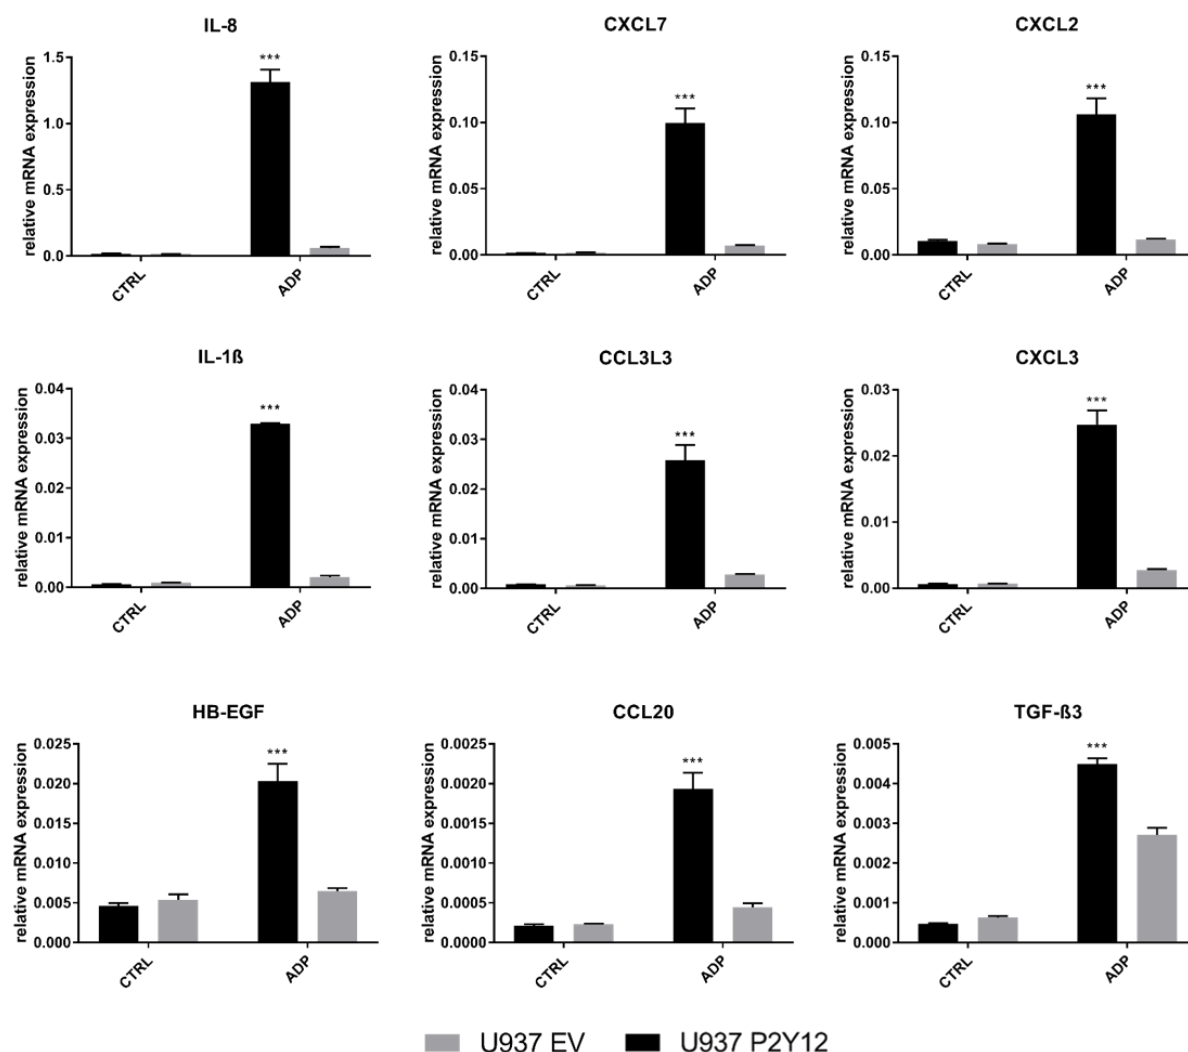 IL-8
CXCL7
CXCL2
relative mRNA expression
1.5
1.0
0.5
0.0
***
CTRL
ADP
relative mRNA expression
0.15
0.10
0.05
0.00
***
CTRL
ADP
relative mRNA expression
0.15
0.10
0.05
0.00
***
CTRL
ADP
IL-1ß
CCL3L3
CXCL3
relative mRNA expression
0.04
0.03
0.02
0.01
0.00
***
CTRL
ADP
relative mRNA expression
0.04
0.03
0.02
0.01
0.00
***
CTRL
ADP
relative mRNA expression
0.03
0.02
0.01
0.00
***
CTRL
ADP
HB-EGF
CCL20
TGF-ß3
relative mRNA expression
0.025
0.020
0.015
0.010
0.005
0.000
***
CTRL
ADP
relative mRNA expression
0.0025
0.0020
0.0015
0.0010
0.0005
0.0000
***
CTRL
ADP
relative mRNA expression
0.005
0.004
0.003
0.002
0.001
0.000
***
CTRL
ADP
U937 EV
U937 P2Y12